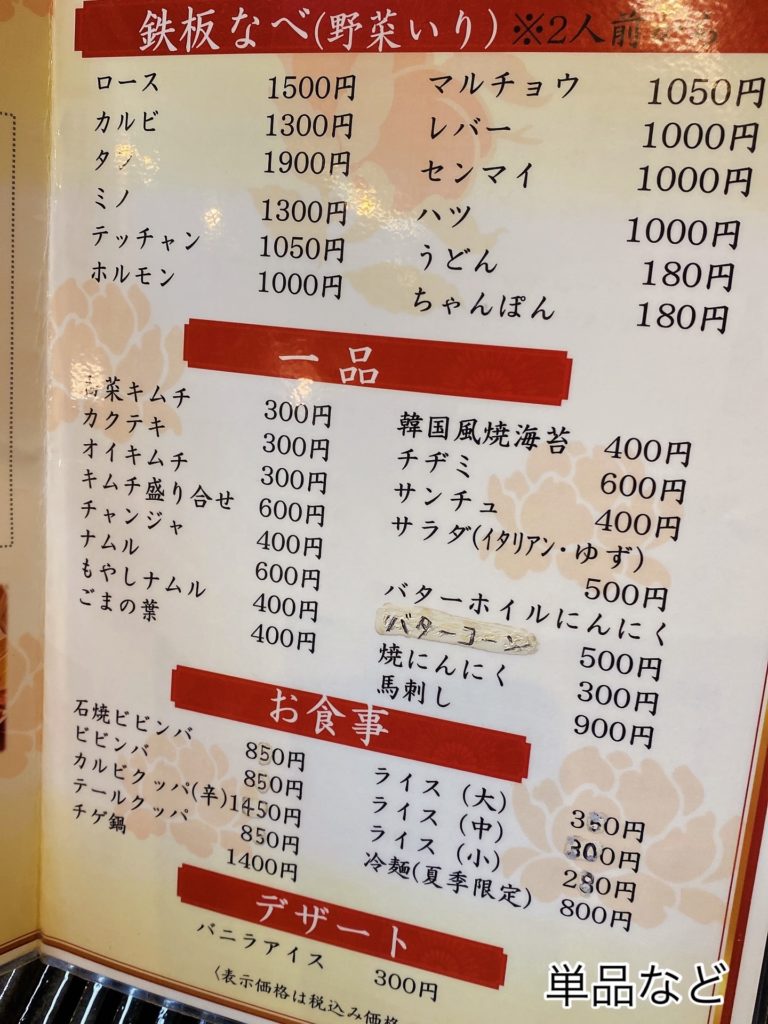 鉄板なべ(野菜いり) ※2人前から
ロース 1500円 マルチョウ 1050円
カルビ 1300円 レバー 1000円
タン 1900円 センマイ 1000円
ミノ 1300円 ハツ 1000円
テッチャン 1050円 うどん 180円
ホルモン 1000円 ちゃんぽん 180円
一品
菜キムチ 300円 韓国風焼海苔 400円
カクテキ 300円 チヂミ 600円
オイキムチ 300円 サンチュ 400円
キムチ盛り合せ 600円 サラダ(イタリアン・ゆず)
チャンジャ 400円 500円
ナムル 600円 バターホイルにんにく
もやしナムル 400円 バターコーン 500円
ごまの葉 400円 焼にんにく 300円
馬刺し 900円
お食事
石焼ビビンバ 850円 ライス (大) 350円
ビビンバ 850円 ライス (中) 300円
カルビクッパ(辛) 1450円 ライス (小) 280円
テールクッパ 850円 冷麺(夏季限定) 800円
チゲ鍋 1400円
デザート
バニラアイス 300円
(表示価格は税込み価格
単品など